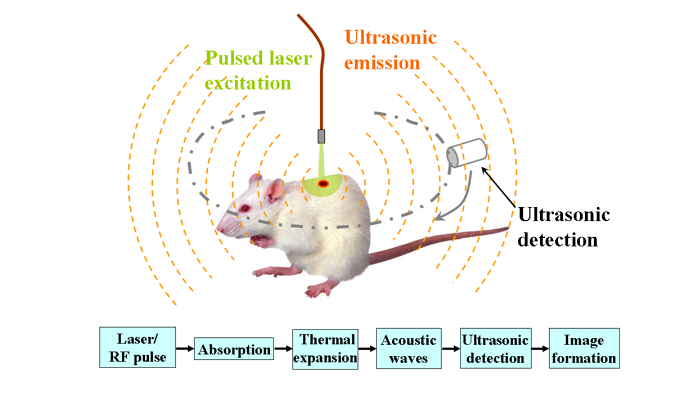 Pulsed laser
excitation
Ultrasonic
emission
Ultrasonic
detection
Laser/
RF pulse
Absorption
Thermal
expansion
Acoustic
waves
Ultrasonic
detection
Image
formation